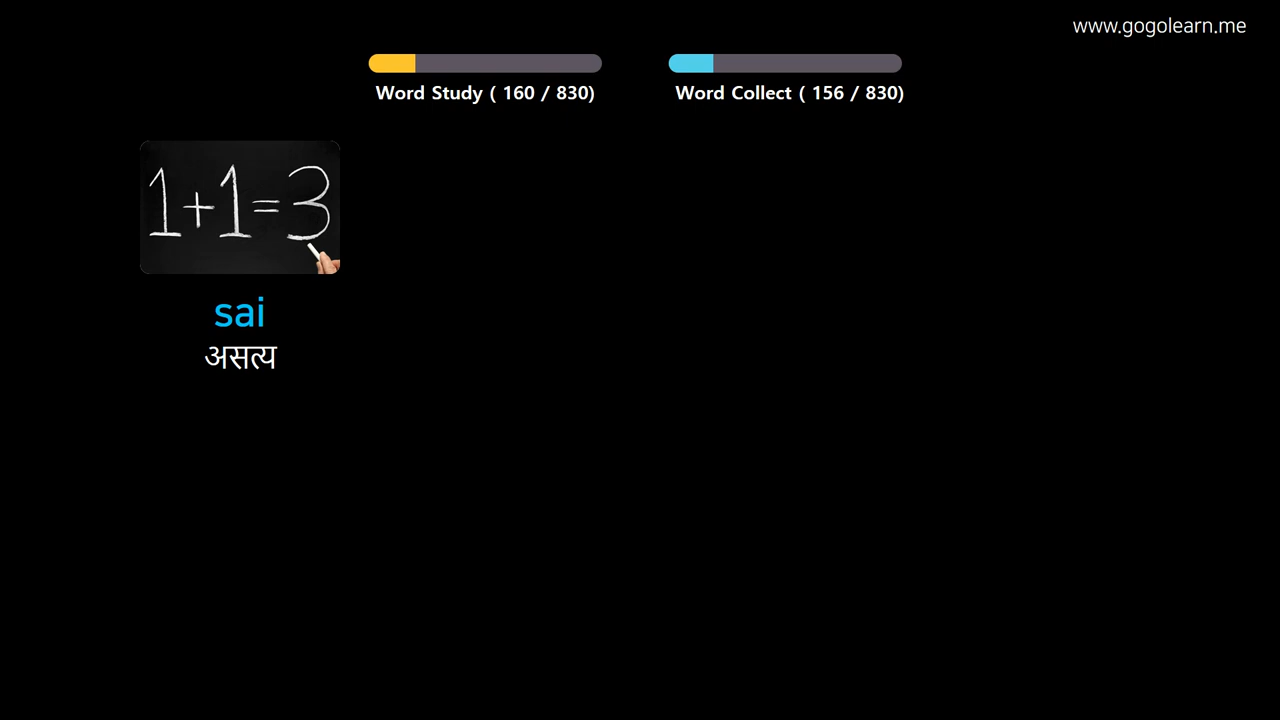 www.gogolearn.me
Word Study ( 160 / 830)
Word Collect ( 156 / 830)
1+1=3
sai
असत्य